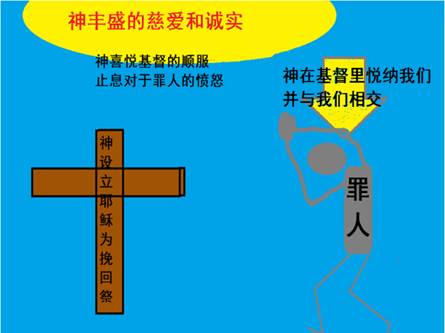 神丰盛的慈爱和诚实
神喜悦基督的顺服
止息对于罪人的愤怒
神在基督里悦纳我们
并与我们相交
神设立耶稣为挽回祭
罪人